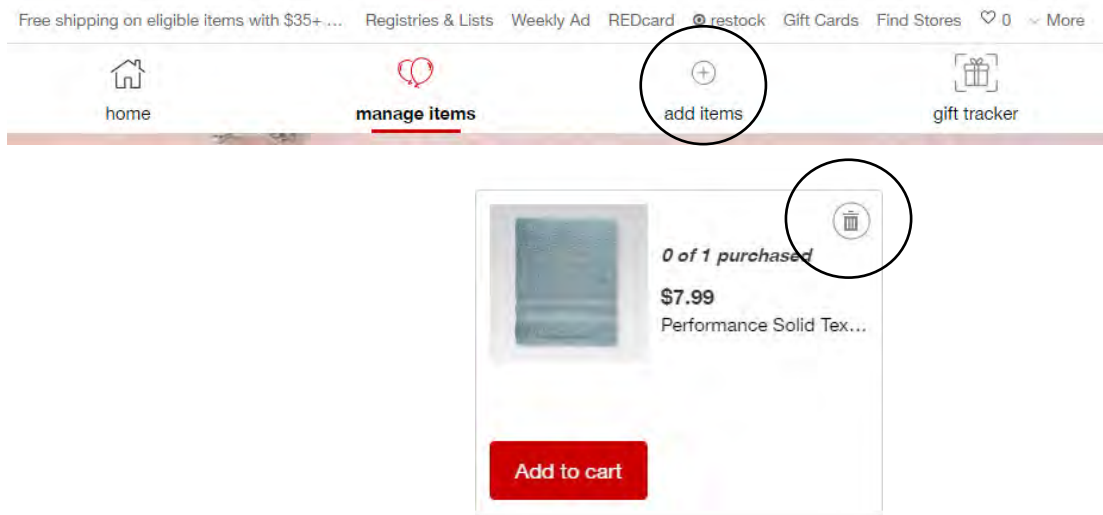 Free shipping on eligible items with $35+ ... Registries & Lists Weekly Ad REDcard restock Gift Cards Find Stores 0 More
home manage items add items gift tracker
0 of 1 purchased
$7.99
Performance Solid Tex...
Add to cart